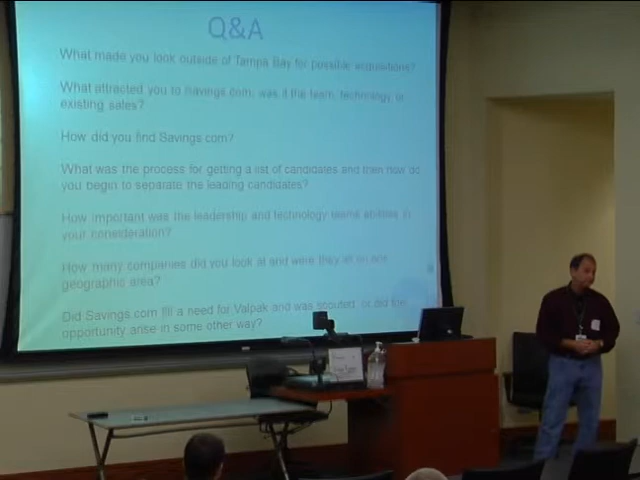 Q&A
What made you look outside of Tampa Bay for possible acquisitions?
What attracted you to Savings.com, was it the team, technology, or
existing sales?
How did you find Savings.com?
What was the process for getting a list of candidates and then how do
you begin to separate the leading candidates?
How important was the leadership and technology teams abilities in
your consideration?
How many companies did you look at and were they all on one
geographic area?
Did Savings.com fill a need for Valpak and was scouted, or did the
opportunity arise in some other way?